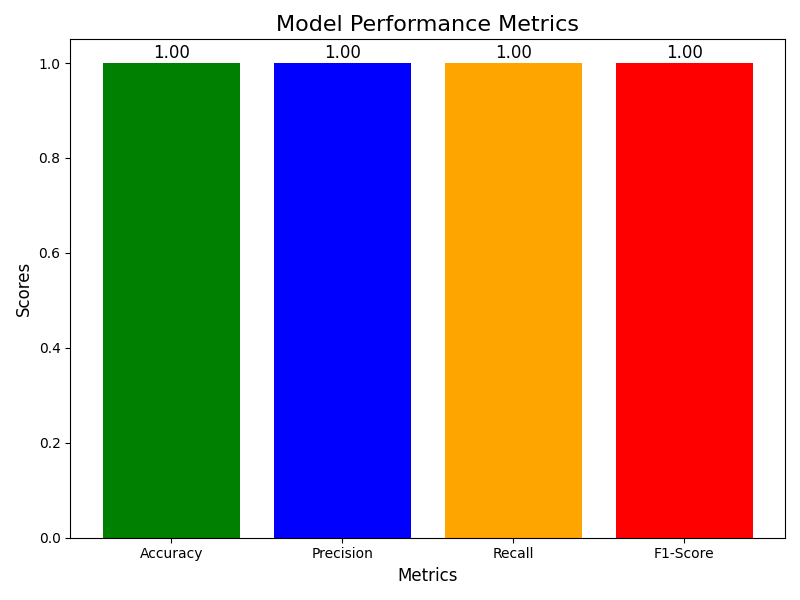 Model Performance Metrics
1.00 1.00 1.00 1.00
1.0
0.8
0.6
0.4
0.2
0.0
Scores
Accuracy Precision Recall F1-Score
Metrics